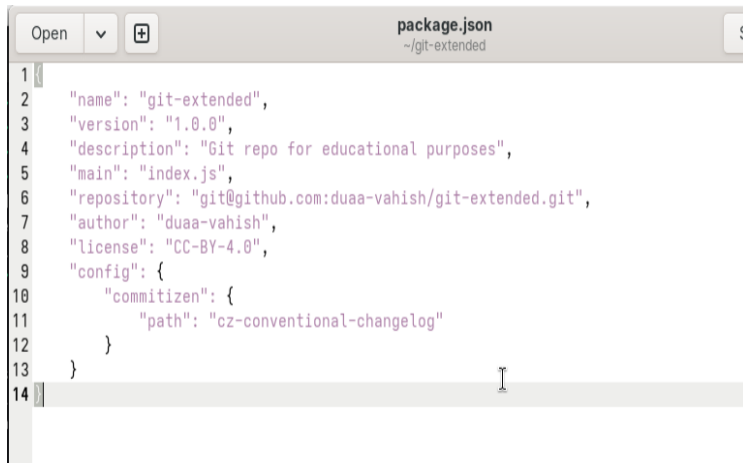 Open
package.json
~/git-extended
S
1 {
2 "name": "git-extended",
3 "version": "1.0.0",
4 "description": "Git repo for educational purposes",
5 "main": "index.js",
6 "repository": "git@github.com:duaa-vahish/git-extended.git",
7 "author": "duaa-vahish",
8 "license": "CC-BY-4.0",
9 "config": {
10 "commitizen": {
11 "path": "cz-conventional-changelog"
12 }
13 }
14 }